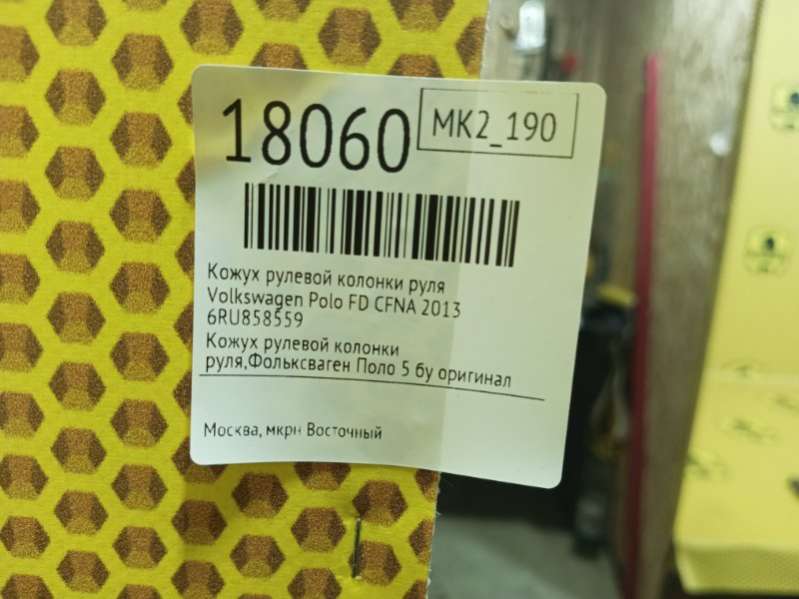 18060
MK2_190
Кожух рулевой колонки руля
Volkswagen Polo FD CFNA 2013
6RU858559
Кожух рулевой колонки
руля,Фольксваген Поло 5 бу оригинал
Москва, мкрн Восточный